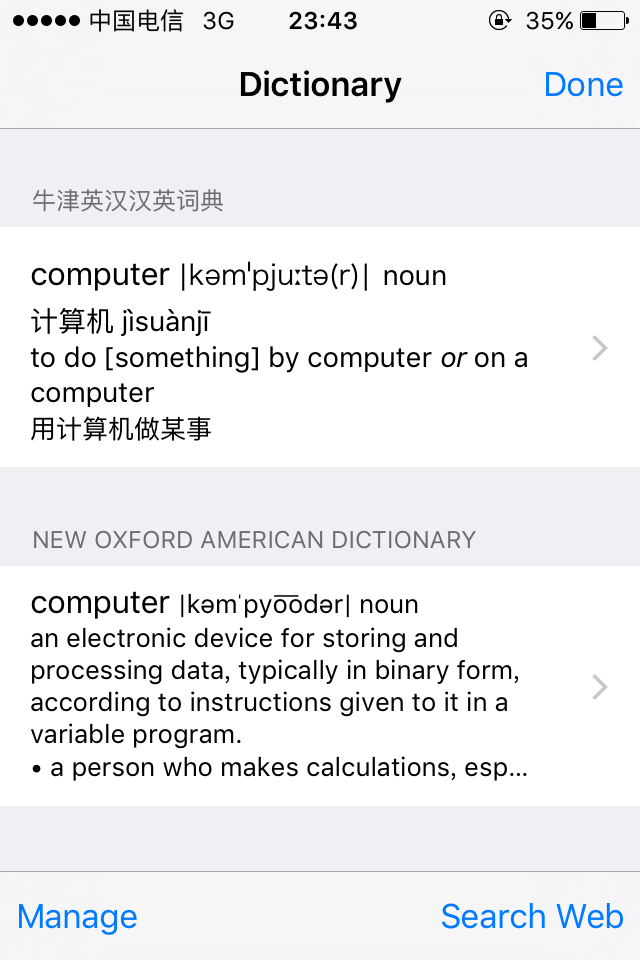 中国电信 3G 23:43 35%
Dictionary Done
牛津英汉汉英词典
computer |kəmˈpjuːtə(r)| noun
计算机 jìsuànjī
to do [something] by computer or on a
computer
用计算机做某事
NEW OXFORD AMERICAN DICTIONARY
computer |kəmˈpyo͞odər| noun
an electronic device for storing and
processing data, typically in binary form,
according to instructions given to it in a
variable program.
• a person who makes calculations, esp...
Manage Search Web